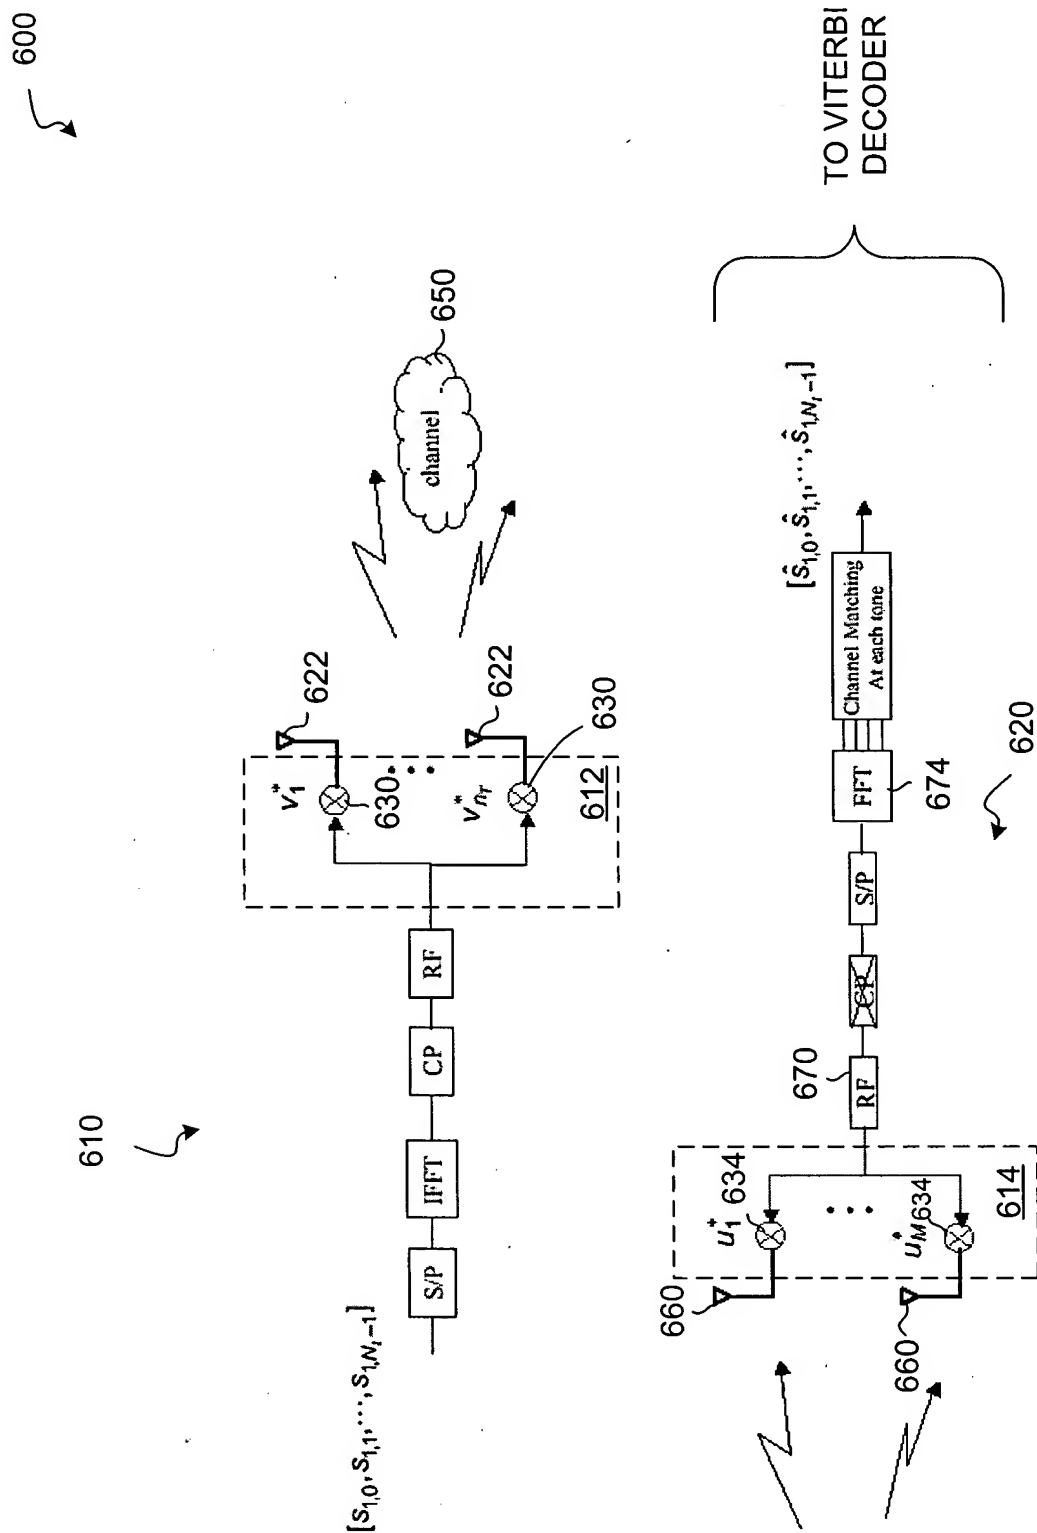 600
610
[s1,0, s1,1, ..., s1,Nt-1]
S/P
IFFT
CP
RF
v*1
630
v*nT
630
612
622
622
channel
650
660
660
u*1
634
u*M
634
614
RF
670
CP
S/P
FFT
674
Channel Matching
At each tone
620
[ŝ1,0, ŝ1,1, ..., ŝ1,Nt-1]
TO VITERBI
DECODER